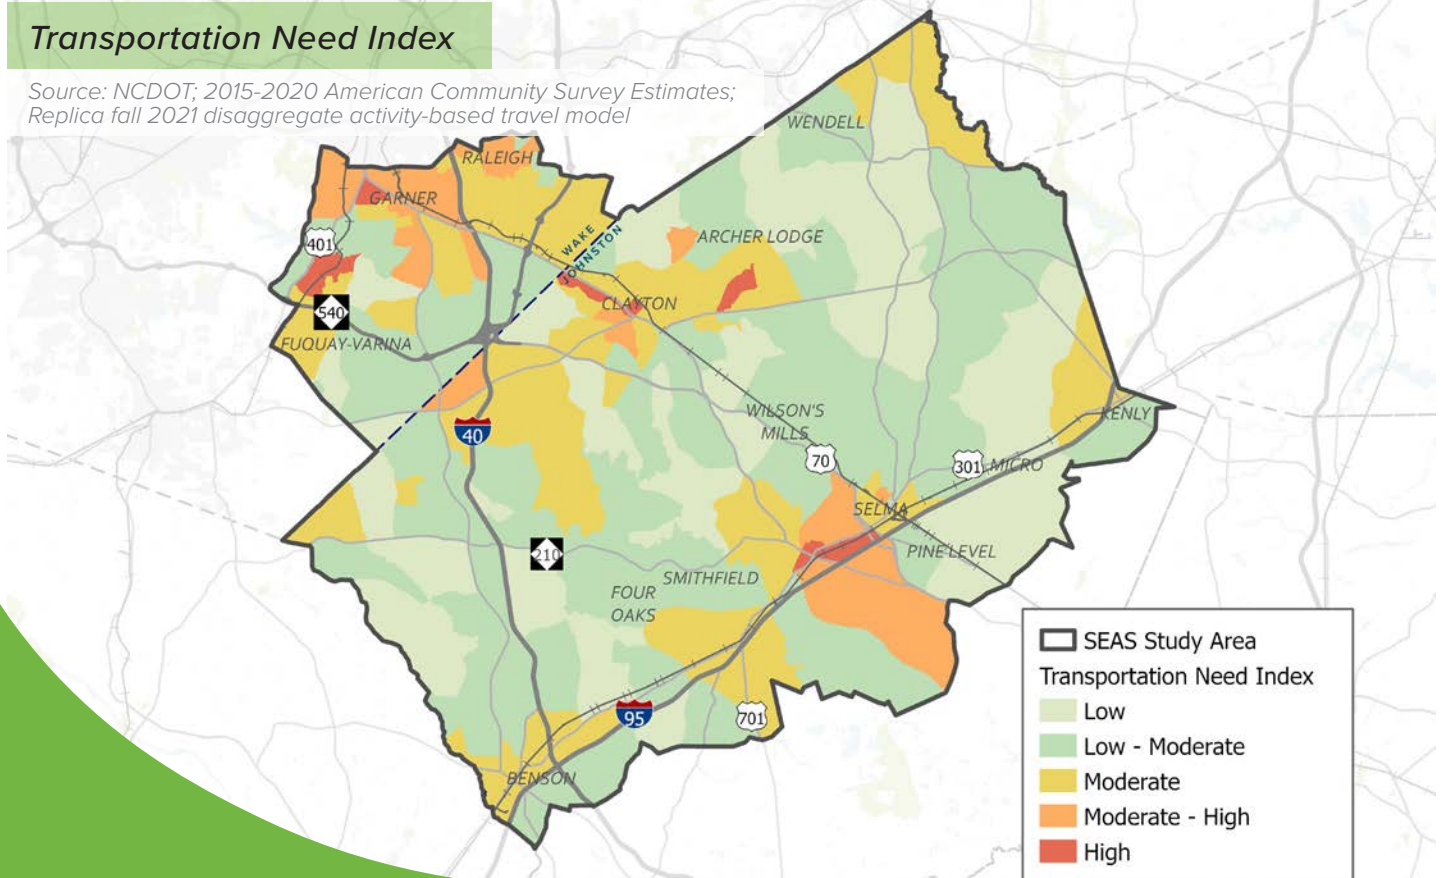 Transportation Need Index
Source: NCDOT; 2015-2020 American Community Survey Estimates;
Replica fall 2021 disaggregate activity-based travel model
WENDELL
RALEIGH
GARNER
401
WAKE
JOHNSTON
ARCHER LODGE
CLAYTON
540
FUQUAY-VARINA
WILSON'S
MILLS
KENLY
40
70
301
MICRO
SELMA
210
PINE LEVEL
SMITHFIELD
FOUR
OAKS
95
701
BENSON
SEAS Study Area
Transportation Need Index
Low
Low - Moderate
Moderate
Moderate - High
High